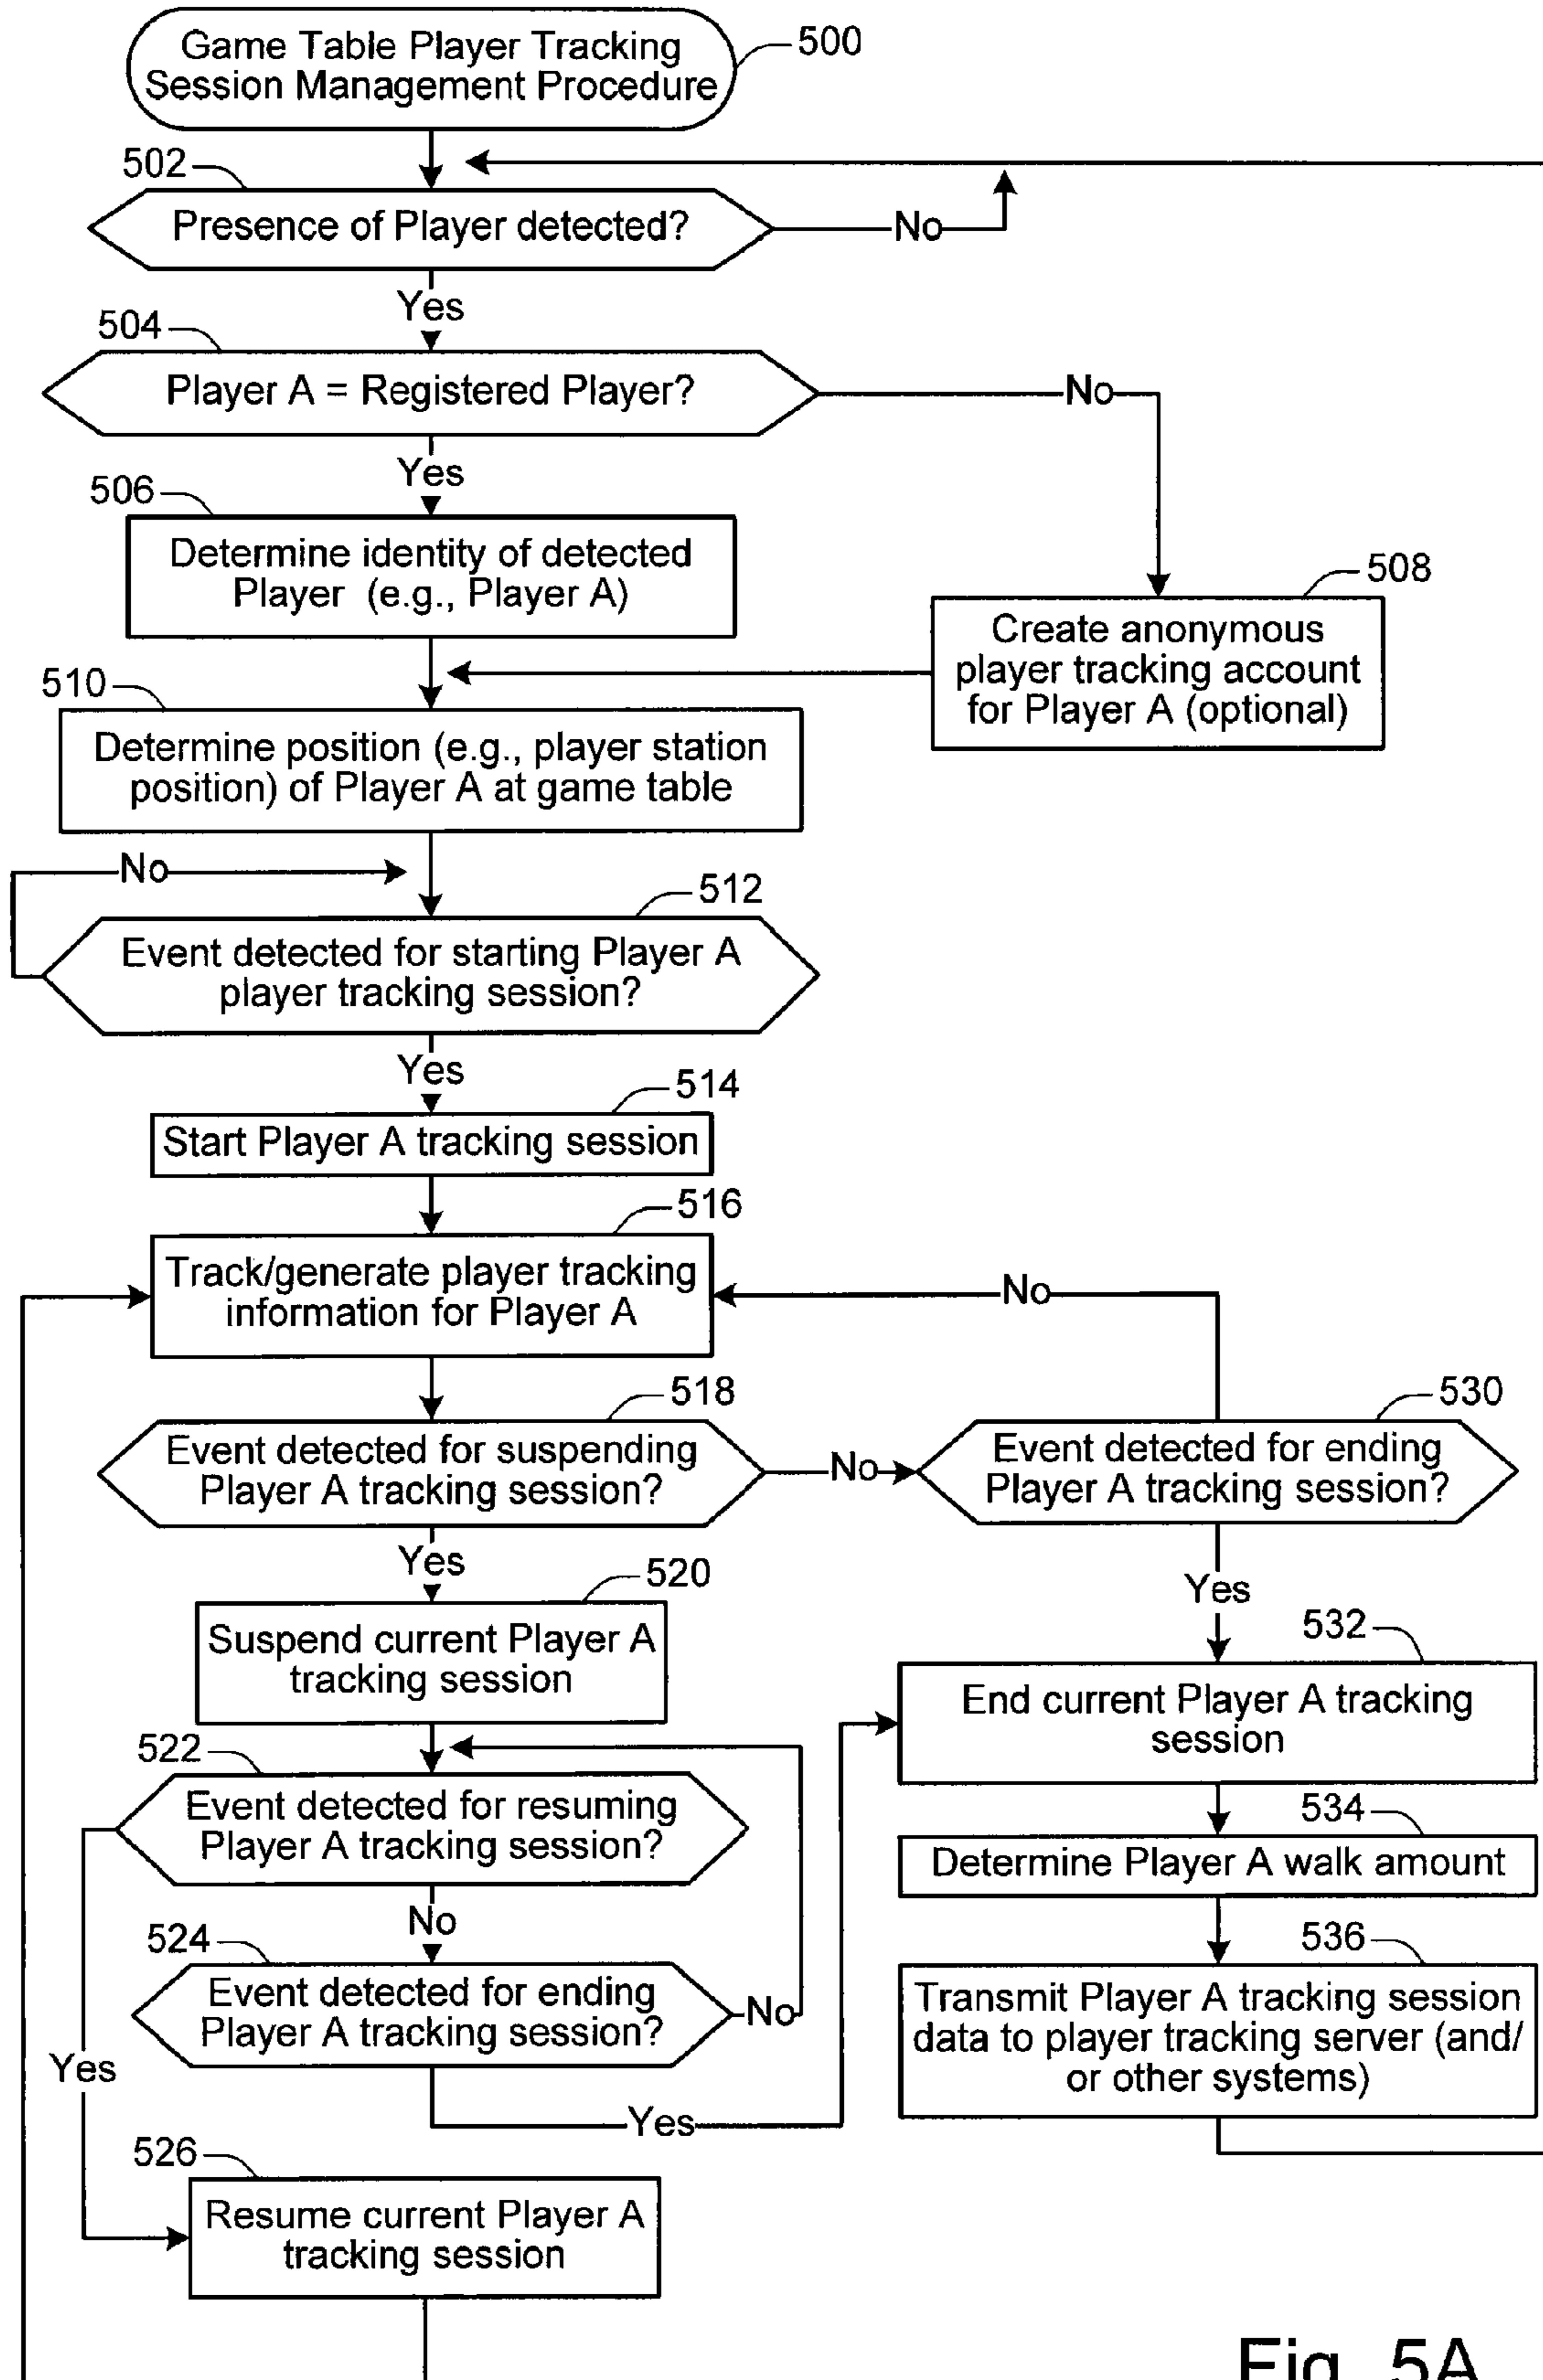 Game Table Player Tracking
Session Management Procedure
500
502
Presence of Player detected?
No
Yes
504
Player A = Registered Player?
No
Yes
506
Determine identity of detected
Player (e.g., Player A)
508
Create anonymous
player tracking account
for Player A (optional)
510
Determine position (e.g., player station
position) of Player A at game table
No
512
Event detected for starting Player A
player tracking session?
Yes
514
Start Player A tracking session
516
Track/generate player tracking
information for Player A
No
518
Event detected for suspending
Player A tracking session?
No
530
Event detected for ending
Player A tracking session?
Yes
520
Suspend current Player A
tracking session
Yes
532
End current Player A tracking
session
522
Event detected for resuming
Player A tracking session?
534
Determine Player A walk amount
No
524
Event detected for ending
Player A tracking session?
No
536
Transmit Player A tracking session
data to player tracking server (and/
or other systems)
Yes
Yes
526
Resume current Player A
tracking session
Fig. 5A